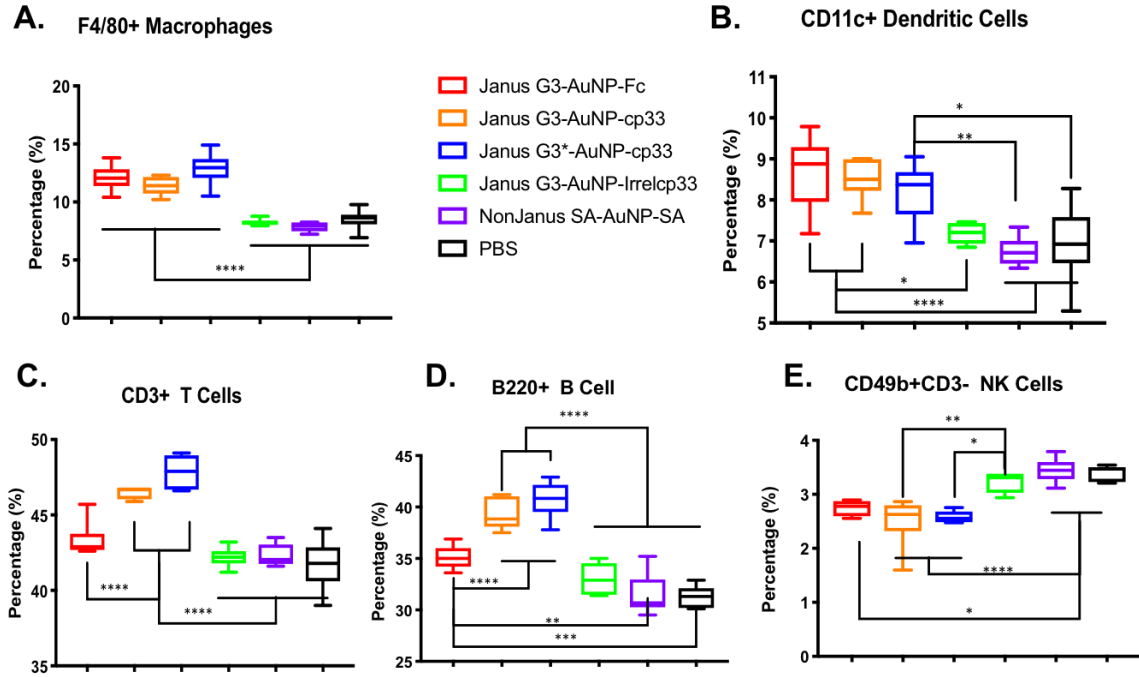 A.
F4/80+ Macrophages
Percentage (%)
20
15
10
5
0
****
Janus G3-AuNP-Fc
Janus G3-AuNP-cp33
Janus G3*-AuNP-cp33
Janus G3-AuNP-Irrelcp33
NonJanus SA-AuNP-SA
PBS
B.
CD11c+ Dendritic Cells
Percentage (%)
11
10
9
8
7
6
5
*
**
*
****
C.
CD3+ T Cells
Percentage (%)
50
45
40
35
****
****
D.
B220+ B Cell
Percentage (%)
45
40
35
30
25
****
****
**
***
E.
CD49b+CD3- NK Cells
Percentage (%)
4
3
2
1
0
**
*
****
*